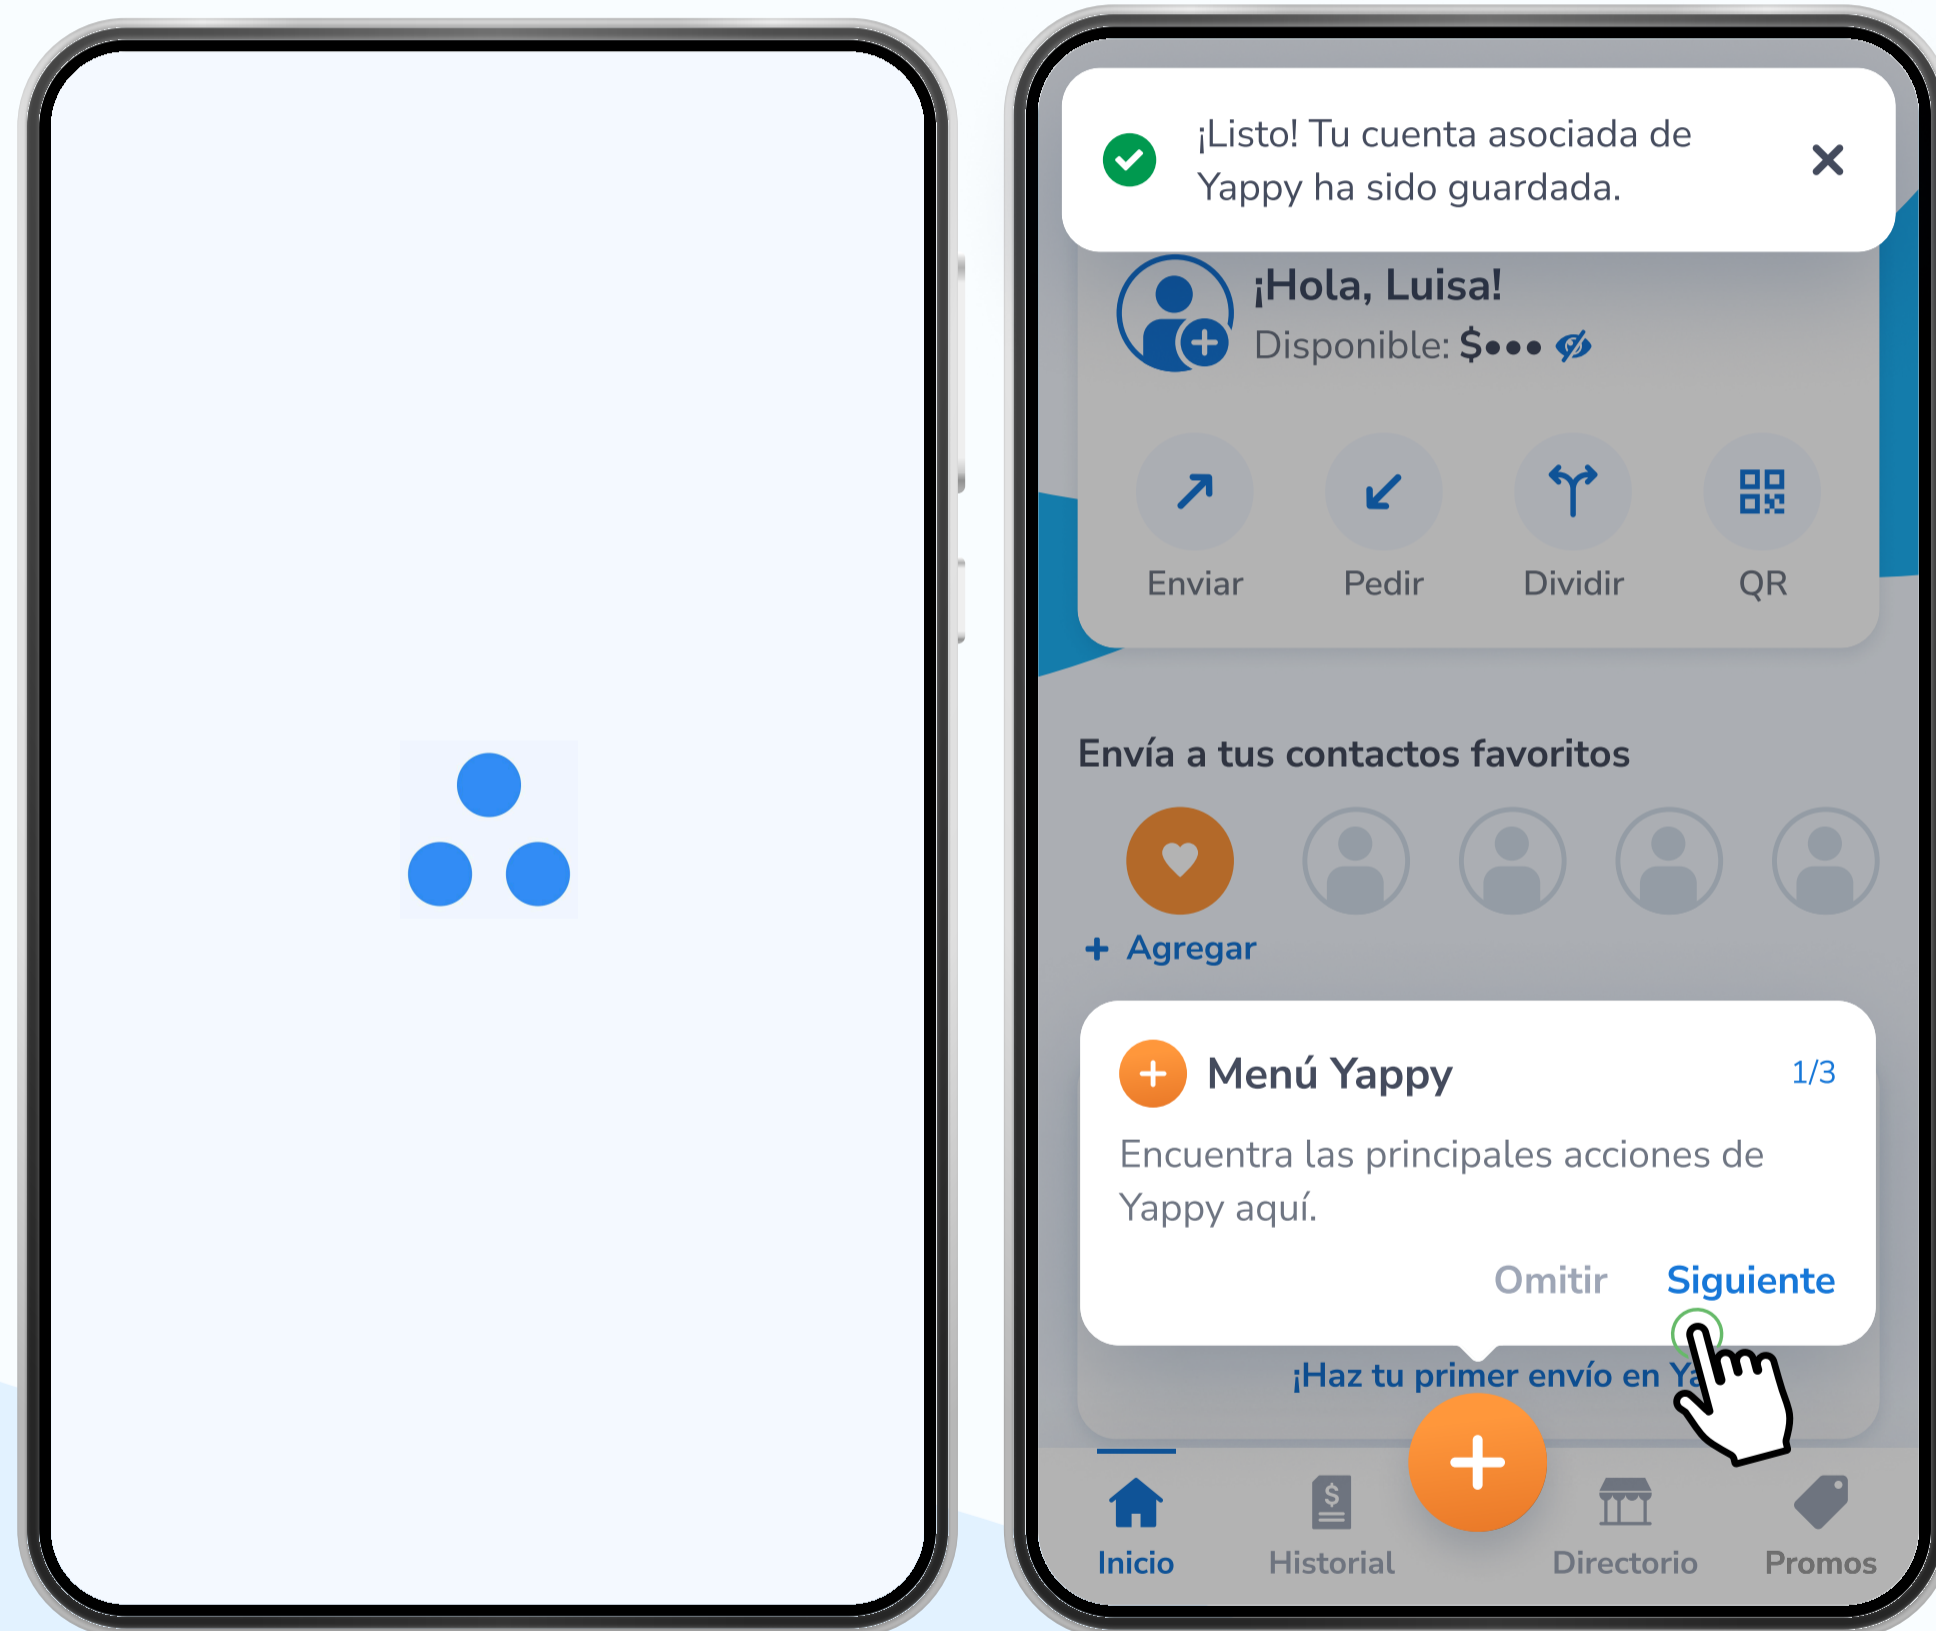 ¡Listo! Tu cuenta asociada de
Yappy ha sido guardada.
¡Hola, Luisa!
Disponible: $•••
Enviar
Pedir
Dividir
QR
Envía a tus contactos favoritos
+ Agregar
Menú Yappy
1/3
Encuentra las principales acciones de
Yappy aquí.
Omitir
Siguiente
¡Haz tu primer envío en
Inicio
Historial
Directorio
Promos